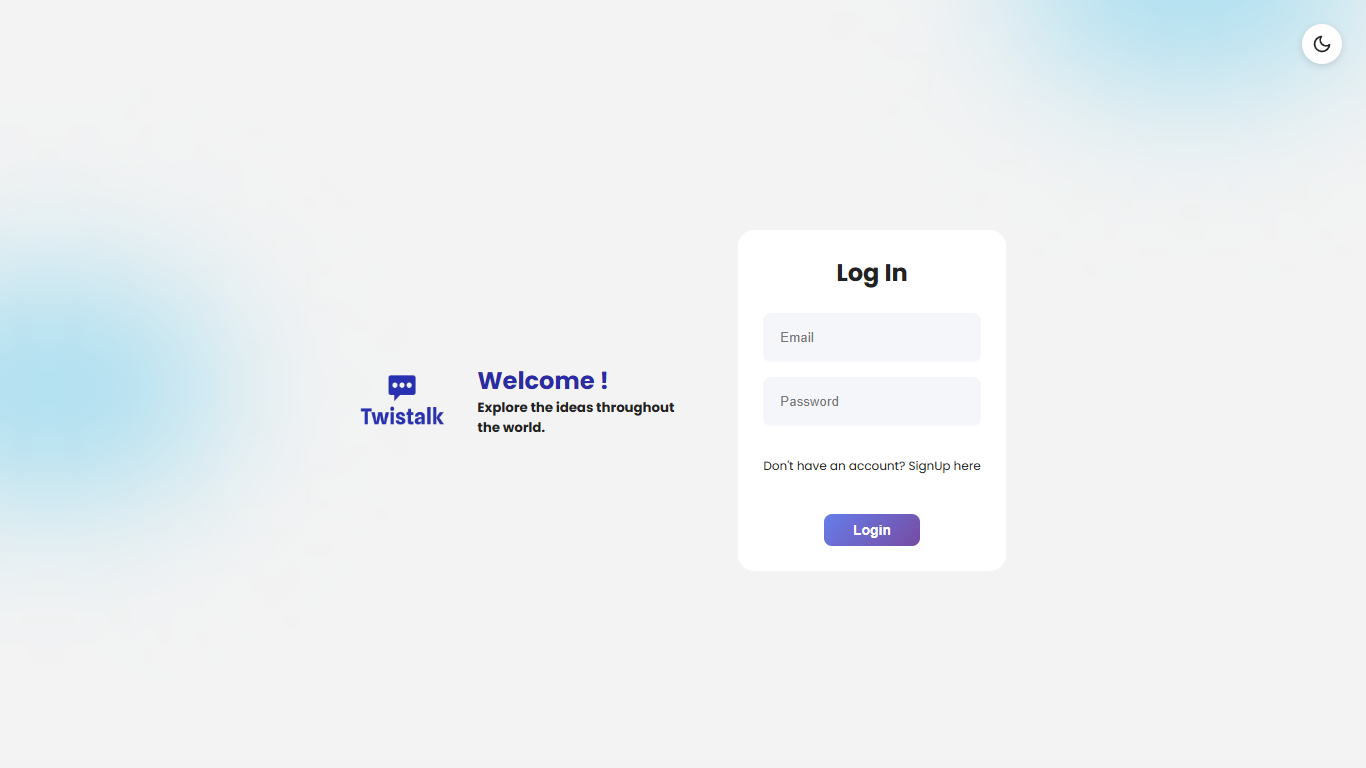 Twistalk
Welcome !
Explore the ideas throughout
the world.
Log In
Email
Password
Don't have an account? SignUp here
Login